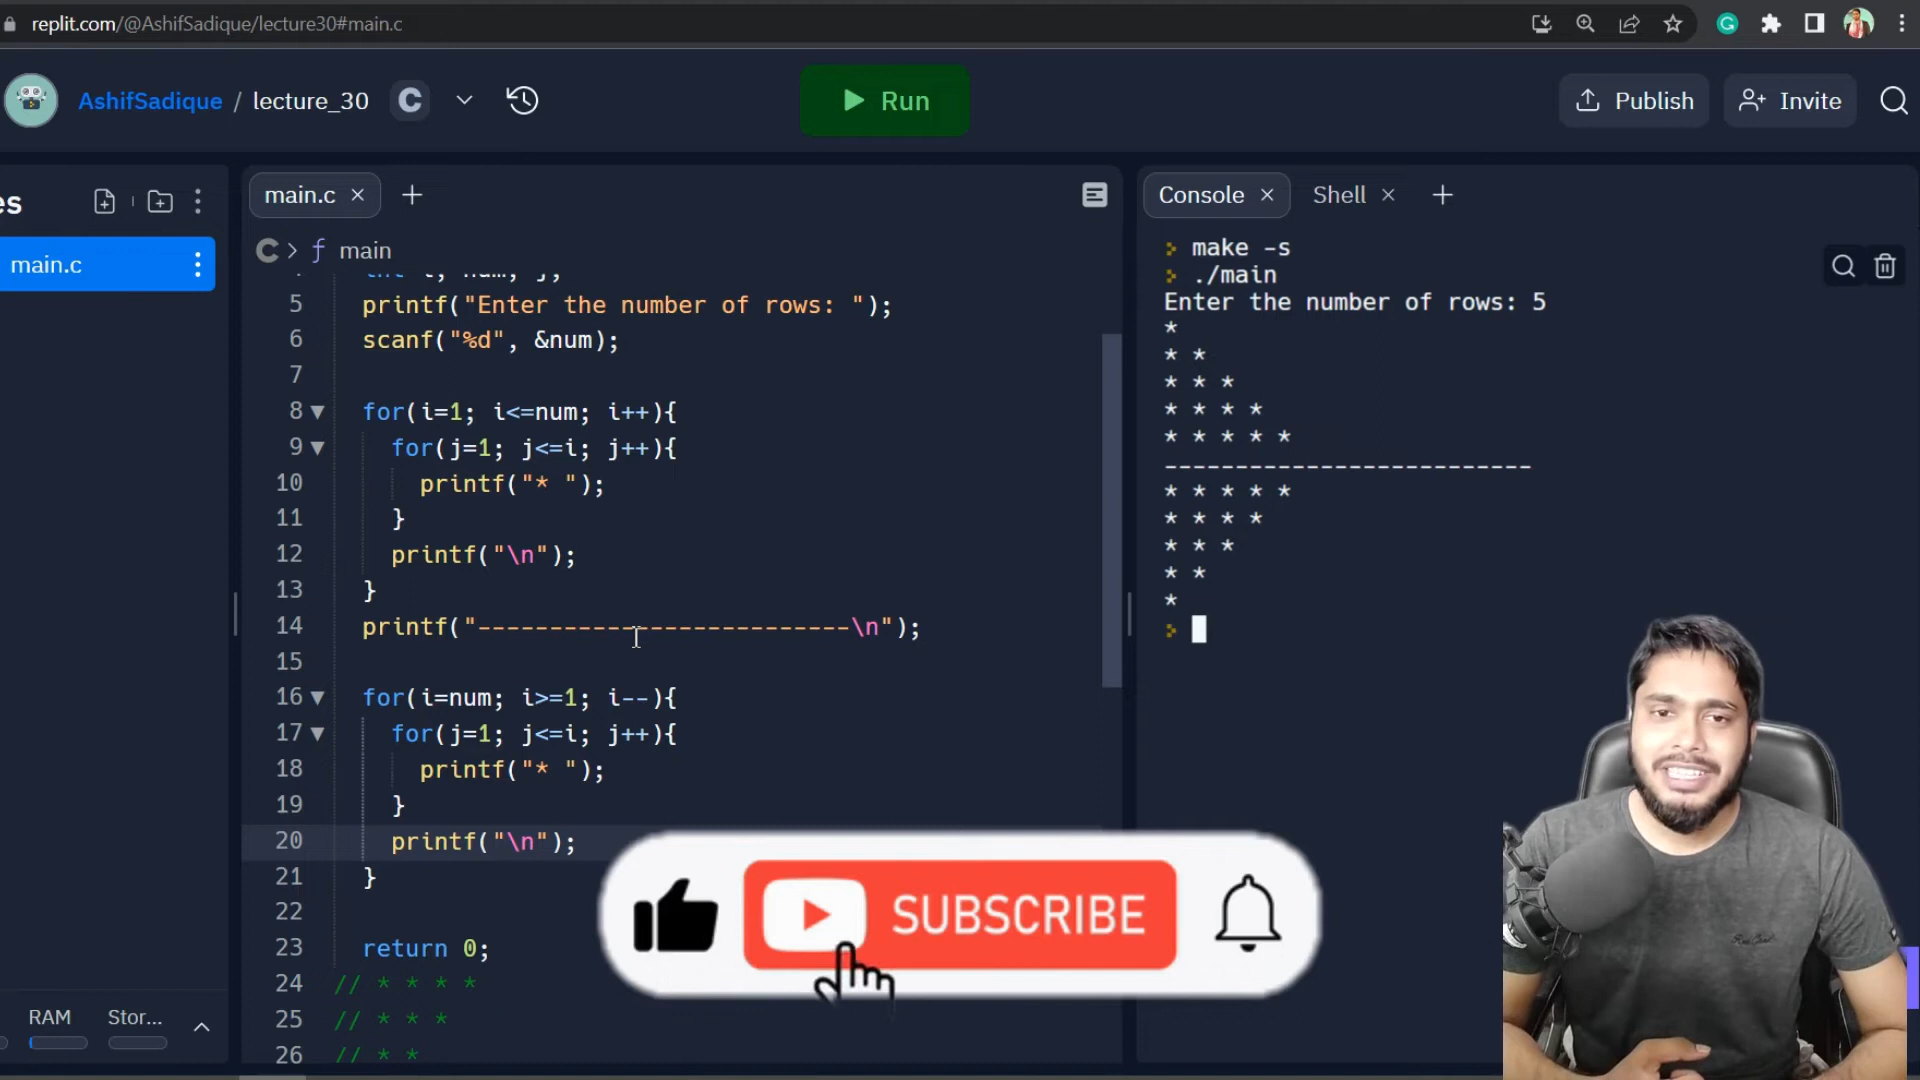 replit.com/@AshifSadique/lecture30#main.c
AshifSadique / lecture_30
C
Run
Publish
Invite
es
main.c
main.c
Console
Shell
C > ƒ main
int i, num, j;
5 printf("Enter the number of rows: ");
6 scanf("%d", &num);
7
8 for(i=1; i<=num; i++){
9 for(j=1; j<=i; j++){
10 printf("* ");
11 }
12 printf("\n");
13 }
14 printf("--------------------------\n");
15
16 for(i=num; i>=1; i--){
17 for(j=1; j<=i; j++){
18 printf("* ");
19 }
20 printf("\n");
21 }
22
23 return 0;
24 // * * * *
25 // * * *
26 // * *
> make -s
> ./main
Enter the number of rows: 5
*
* *
* * *
* * * *
* * * * *
--------------------------
* * * * *
* * * *
* * *
* *
*
>
RAM
Stor...
SUBSCRIBE